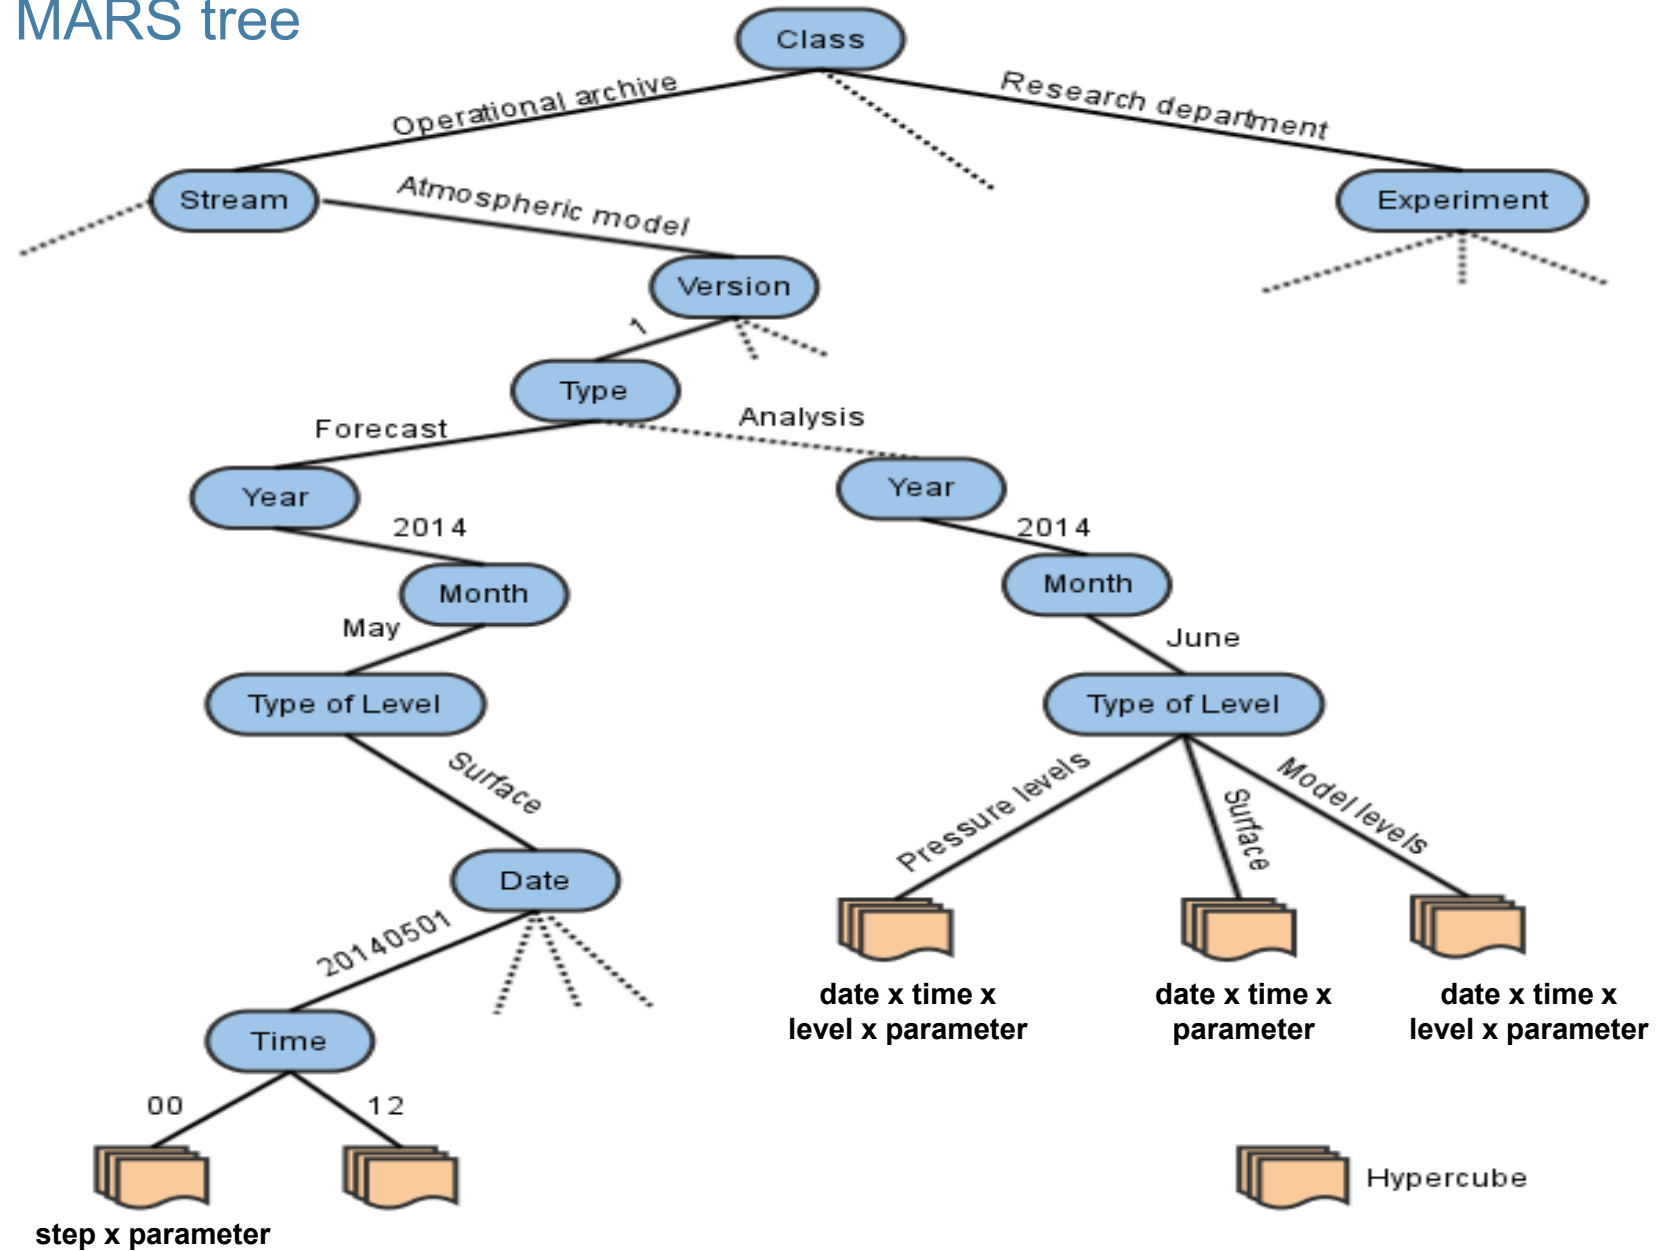 MARS tree
Class
Operational archive
Research department
Stream
Atmospheric model
Experiment
Version
1
Type
Forecast
Analysis
Year
Year
2014
2014
Month
Month
May
June
Type of Level
Type of Level
Surface
Pressure levels
Surface
Model levels
Date
20140501
date x time x
level x parameter
date x time x
parameter
date x time x
level x parameter
Time
00
12
Hypercube
step x parameter